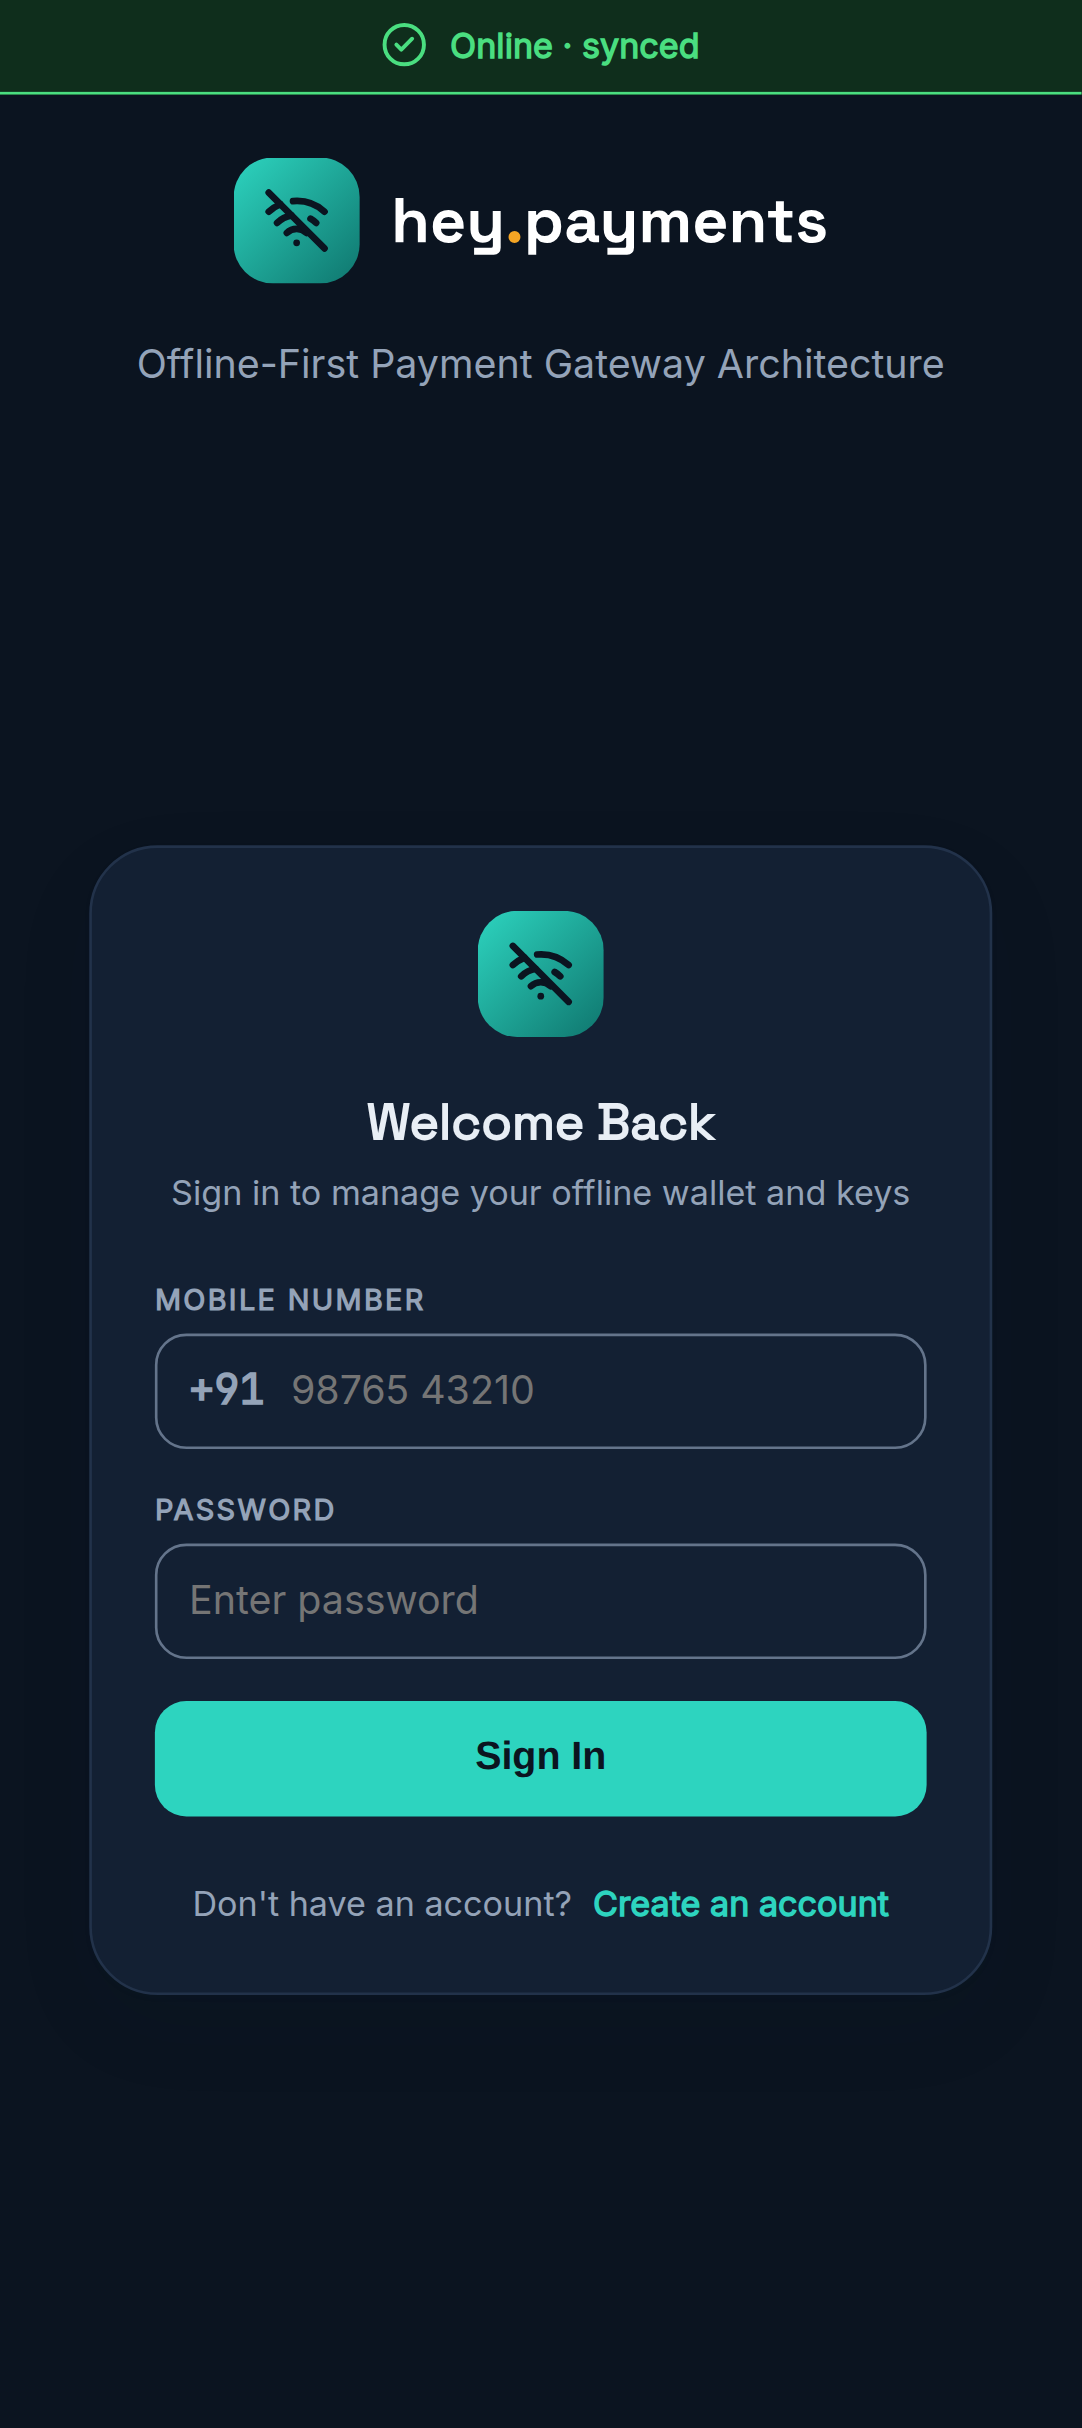 Online · synced
hey.payments
Offline-First Payment Gateway Architecture
Welcome Back
Sign in to manage your offline wallet and keys
MOBILE NUMBER
+91 98765 43210
PASSWORD
Enter password
Sign In
Don't have an account? Create an account